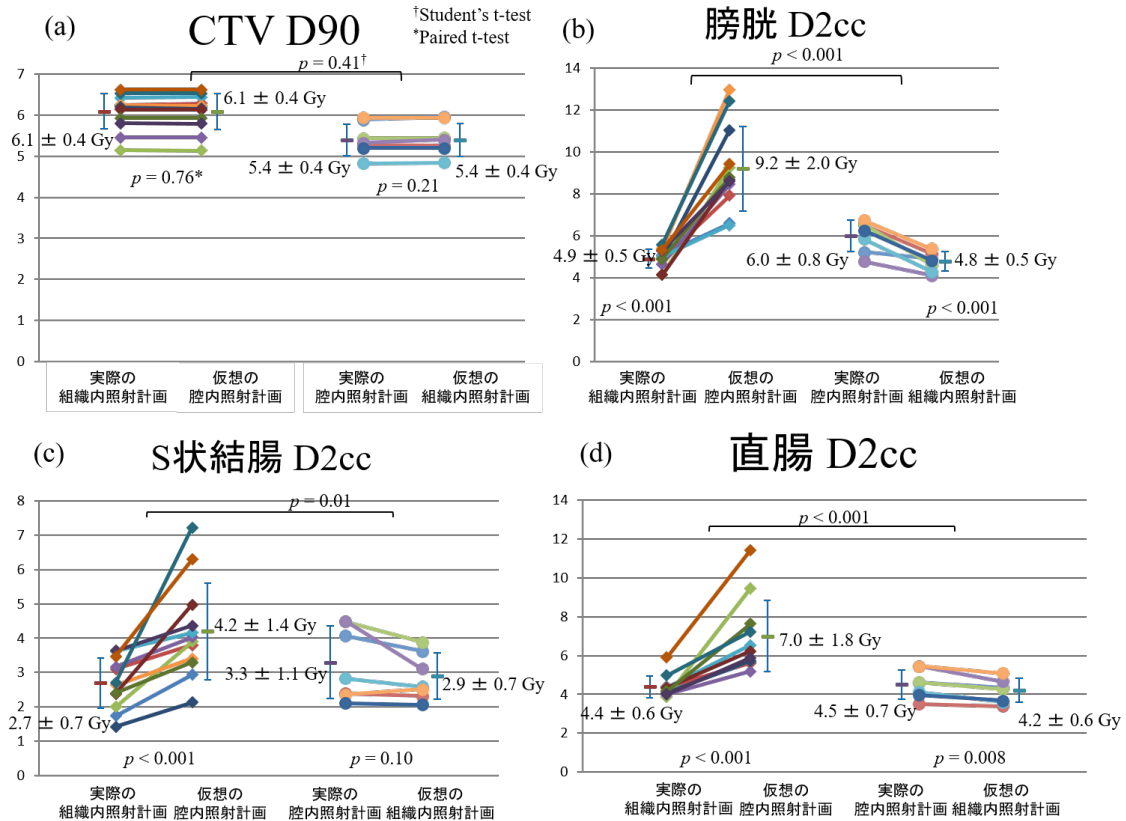 (a)
CTV D90
†Student's t-test
*Paired t-test
p = 0.41†
7
6
5
4
3
2
1
0
6.1 ± 0.4 Gy
6.1 ± 0.4 Gy
5.4 ± 0.4 Gy
5.4 ± 0.4 Gy
p = 0.76*
p = 0.21
実際の
組織内照射計画
仮想の
腔内照射計画
実際の
腔内照射計画
仮想の
組織内照射計画
(b)
膀胱 D2cc
p < 0.001
14
12
10
8
6
4
2
0
9.2 ± 2.0 Gy
4.9 ± 0.5 Gy
6.0 ± 0.8 Gy
4.8 ± 0.5 Gy
p < 0.001
p < 0.001
実際の
組織内照射計画
仮想の
腔内照射計画
実際の
腔内照射計画
仮想の
組織内照射計画
(c)
S状結腸 D2cc
p = 0.01
8
7
6
5
4
3
2
1
0
4.2 ± 1.4 Gy
3.3 ± 1.1 Gy
2.9 ± 0.7 Gy
2.7 ± 0.7 Gy
p < 0.001
p = 0.10
実際の
組織内照射計画
仮想の
腔内照射計画
実際の
腔内照射計画
仮想の
組織内照射計画
(d)
直腸 D2cc
p < 0.001
14
12
10
8
6
4
2
0
7.0 ± 1.8 Gy
4.4 ± 0.6 Gy
4.5 ± 0.7 Gy
4.2 ± 0.6 Gy
p < 0.001
p = 0.008
実際の
組織内照射計画
仮想の
腔内照射計画
実際の
腔内照射計画
仮想の
組織内照射計画